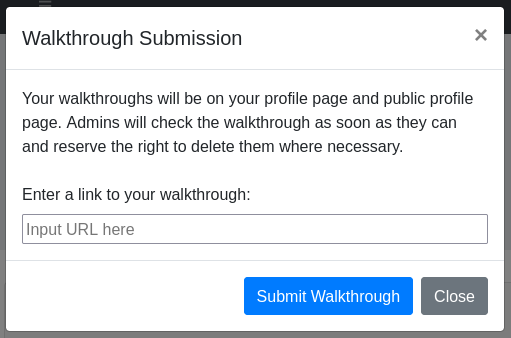 Walkthrough Submission
×
Your walkthroughs will be on your profile page and public profile
page. Admins will check the walkthrough as soon as they can
and reserve the right to delete them where necessary.
Enter a link to your walkthrough:
Input URL here
Submit Walkthrough
Close